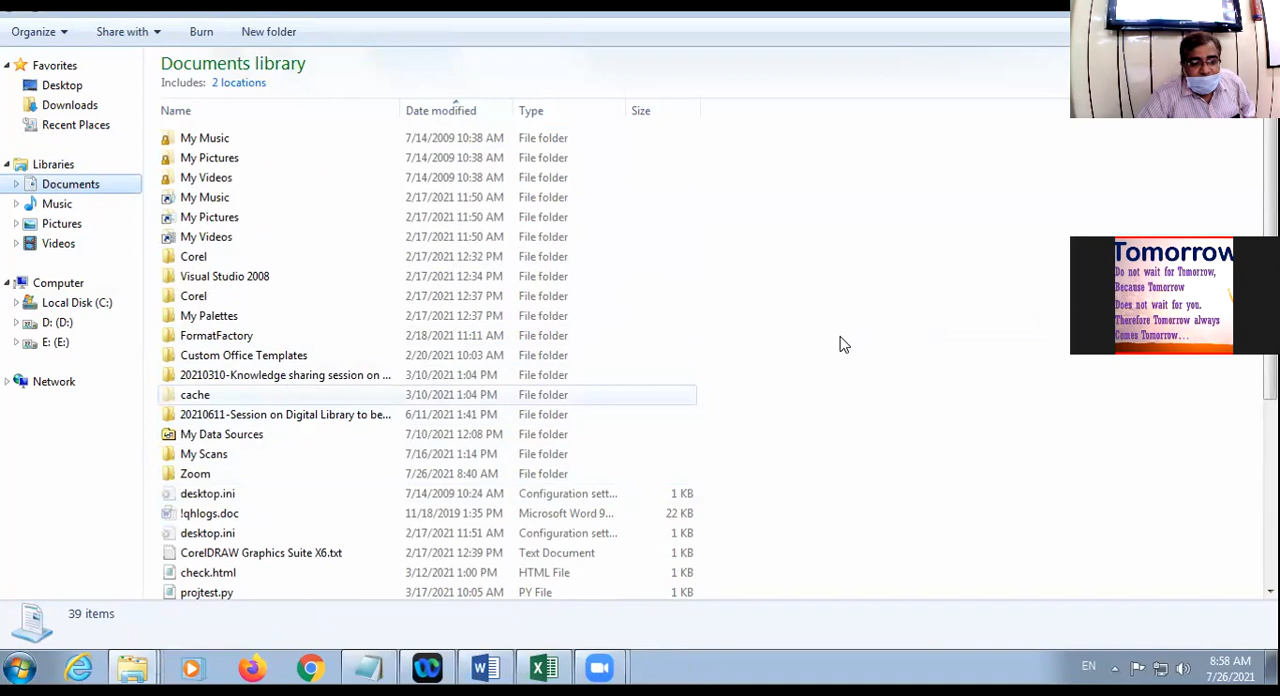 Organize Share with Burn New folder
Favorites
Desktop
Downloads
Recent Places
Libraries
Documents
Music
Pictures
Videos
Computer
Local Disk (C:)
D: (D:)
E: (E:)
Network
Documents library
Includes: 2 locations
Name Date modified Type Size
My Music 7/14/2009 10:38 AM File folder
My Pictures 7/14/2009 10:38 AM File folder
My Videos 7/14/2009 10:38 AM File folder
My Music 2/17/2021 11:50 AM File folder
My Pictures 2/17/2021 11:50 AM File folder
My Videos 2/17/2021 11:50 AM File folder
Corel 2/17/2021 12:32 PM File folder
Visual Studio 2008 2/17/2021 12:34 PM File folder
Corel 2/17/2021 12:37 PM File folder
My Palettes 2/17/2021 12:37 PM File folder
FormatFactory 2/18/2021 11:11 AM File folder
Custom Office Templates 2/20/2021 10:03 AM File folder
20210310-Knowledge sharing session on ... 3/10/2021 1:04 PM File folder
cache 3/10/2021 1:04 PM File folder
20210611-Session on Digital Library to be... 6/11/2021 1:41 PM File folder
My Data Sources 7/10/2021 12:08 PM File folder
My Scans 7/16/2021 1:14 PM File folder
Zoom 7/26/2021 8:40 AM File folder
desktop.ini 7/14/2009 10:24 AM Configuration sett... 1 KB
!qhlogs.doc 11/18/2019 1:35 PM Microsoft Word 9... 22 KB
desktop.ini 2/17/2021 11:51 AM Configuration sett... 1 KB
CorelDRAW Graphics Suite X6.txt 2/17/2021 12:39 PM Text Document 1 KB
check.html 3/12/2021 1:00 PM HTML File 1 KB
projtest.py 3/17/2021 10:05 AM PY File 1 KB
39 items
Tomorrow
Do not wait for Tomorrow,
Because Tomorrow
Does not wait for you.
Therefore Tomorrow always
Comes Tomorrow...
EN
8:58 AM
7/26/2021